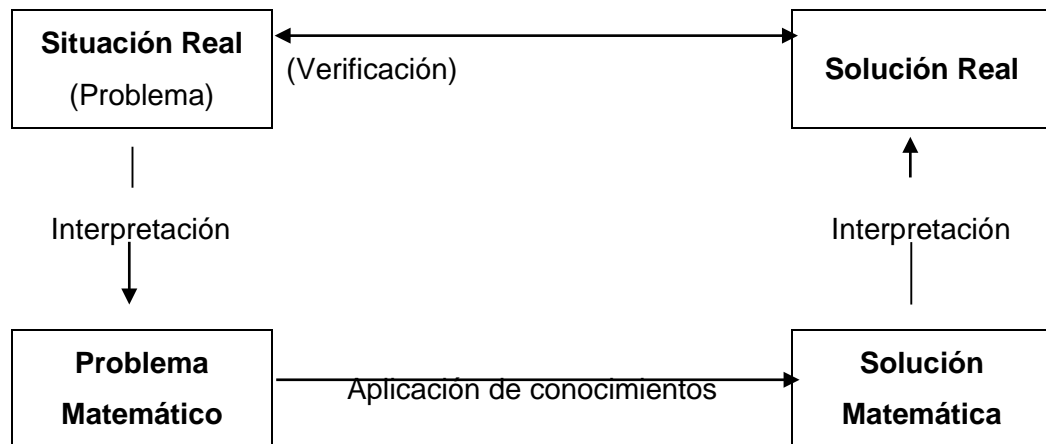 Situación Real
(Problema)
(Verificación)
Solución Real
Interpretación
Interpretación
Problema
Matemático
Aplicación de conocimientos
Solución
Matemática